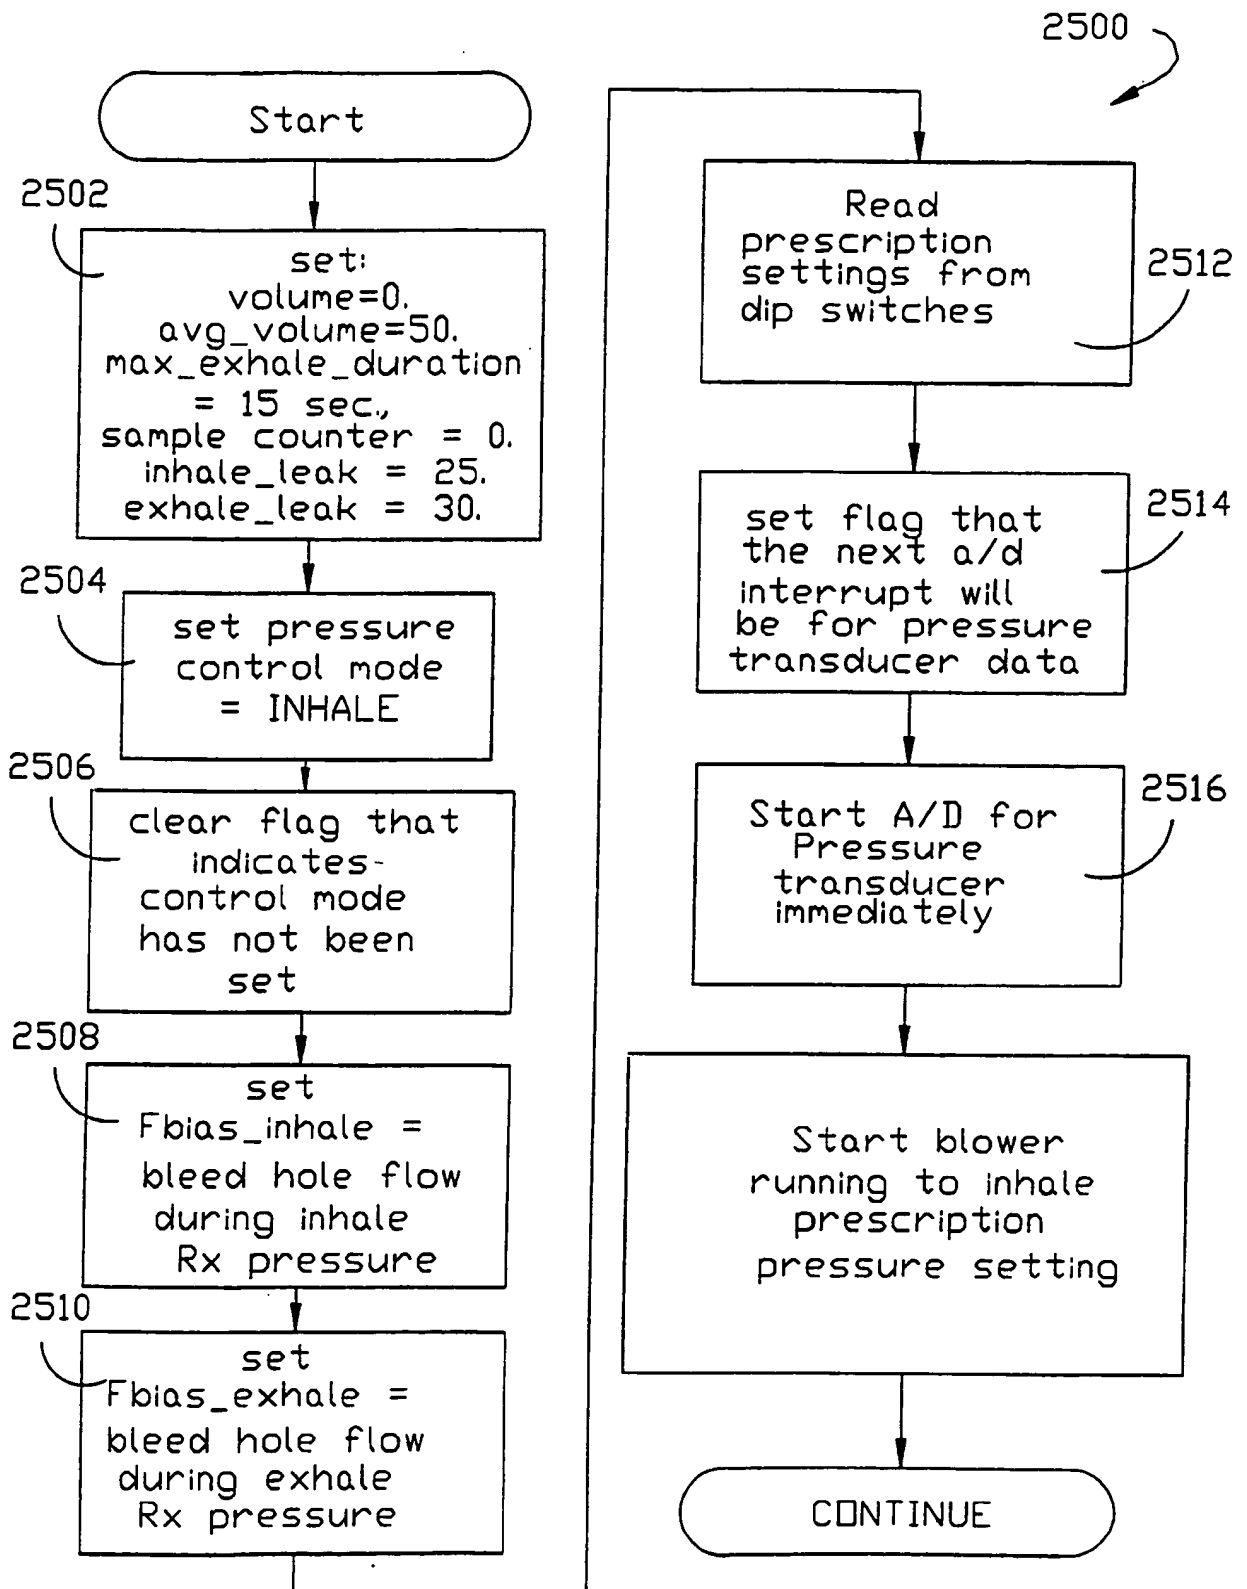 2500
Start
2502
set:
volume=0.
avg_volume=50.
max_exhale_duration
= 15 sec.,
sample counter = 0.
inhale_leak = 25.
exhale_leak = 30.
2504
set pressure
control mode
= INHALE
2506
clear flag that
indicates-
control mode
has not been
set
2508
set
Fbias_inhale =
bleed hole flow
during inhale
Rx pressure
2510
set
Fbias_exhale =
bleed hole flow
during exhale
Rx pressure
Read
prescription
settings from
dip switches
2512
set flag that
the next a/d
interrupt will
be for pressure
transducer data
2514
Start A/D for
Pressure
transducer
immediately
2516
Start blower
running to inhale
prescription
pressure setting
CONTINUE